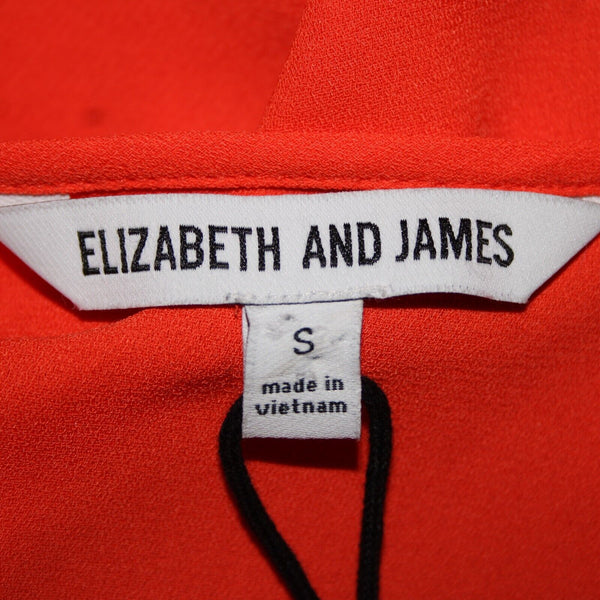 ELIZABETH AND JAMES
S
made in
vietnam